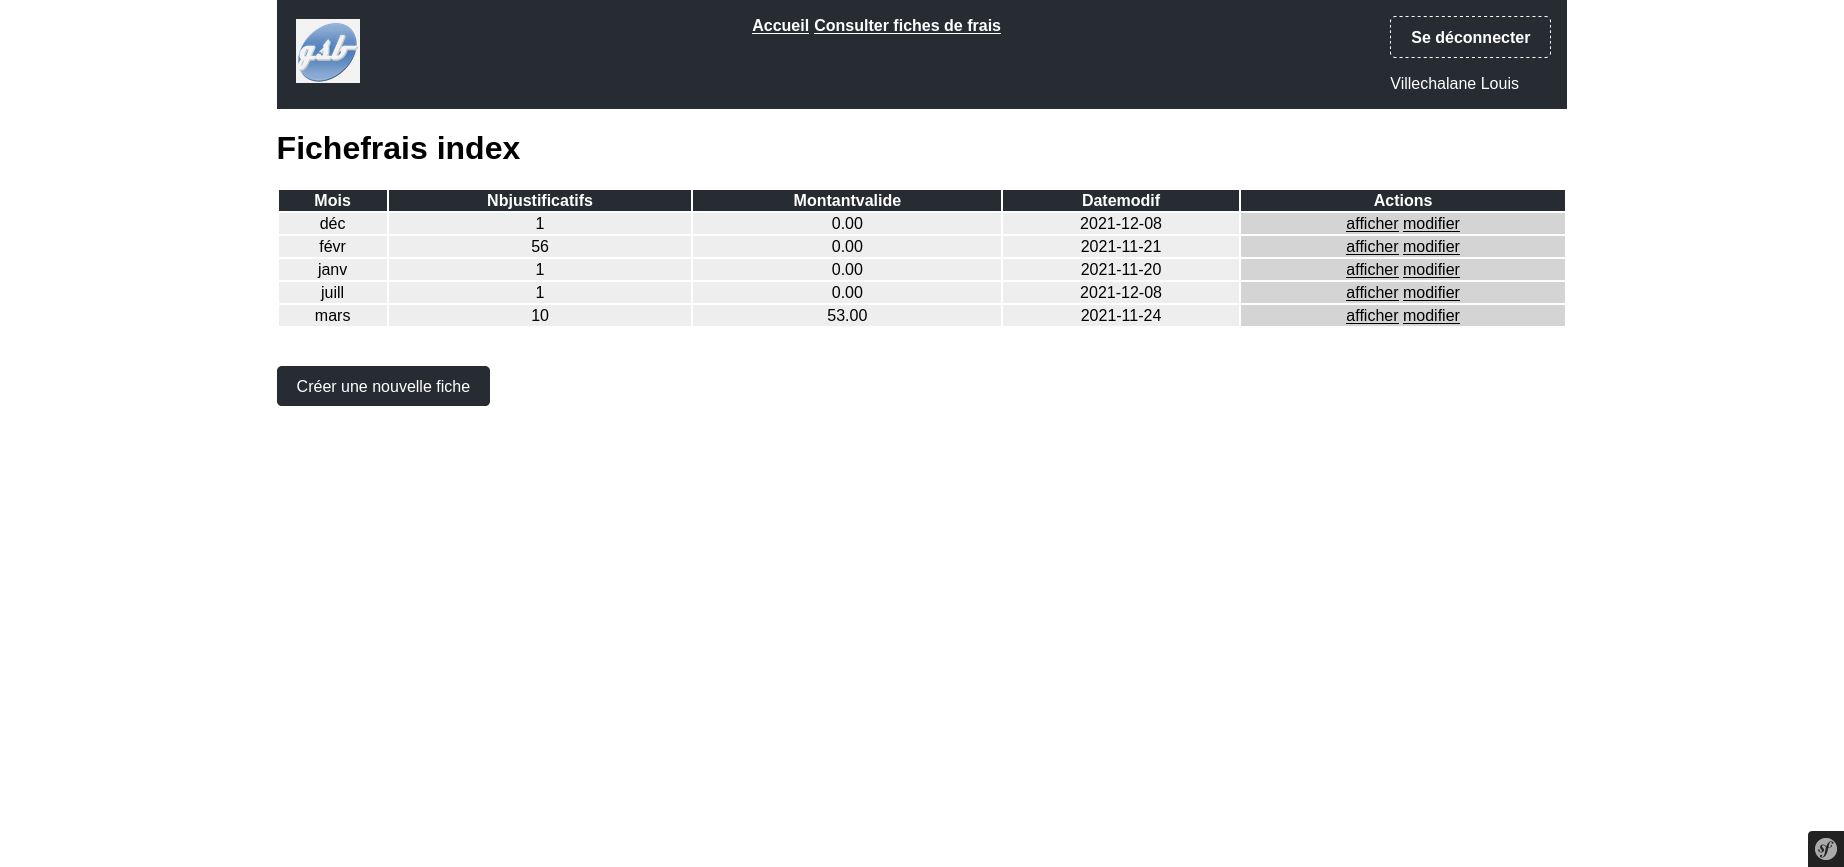 gsb
Accueil Consulter fiches de frais
Se déconnecter
Villechalane Louis
Fichefrais index
Mois Nbjustificatifs Montantvalide Datemodif Actions
déc 1 0.00 2021-12-08 afficher modifier
févr 56 0.00 2021-11-21 afficher modifier
janv 1 0.00 2021-11-20 afficher modifier
juill 1 0.00 2021-12-08 afficher modifier
mars 10 53.00 2021-11-24 afficher modifier
Créer une nouvelle fiche
sf